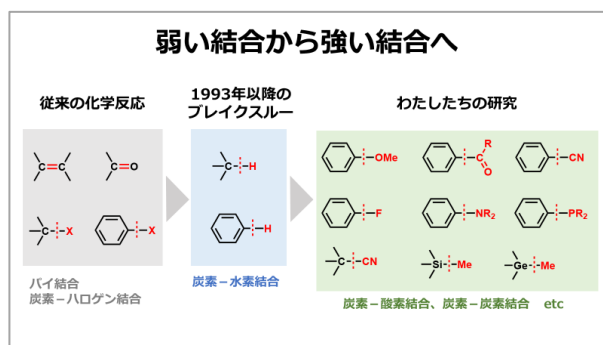 弱い結合から強い結合へ
従来の化学反応
1993年以降の
ブレイクスルー
わたしたちの研究
C=O
C X
X
C H
H
OMe
R
C
O
CN
F
NR2
PR2
C CN
Si Me
Ge Me
パイ結合
炭素－ハロゲン結合
炭素－水素結合
炭素－酸素結合、炭素－炭素結合 etc